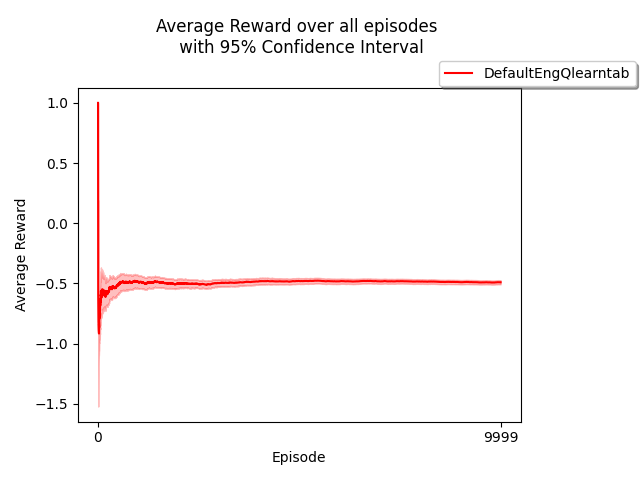 Average Reward over all episodes
with 95% Confidence Interval
DefaultEngQlearntab
1.0
0.5
0.0
−0.5
−1.0
−1.5
Average Reward
0
9999
Episode